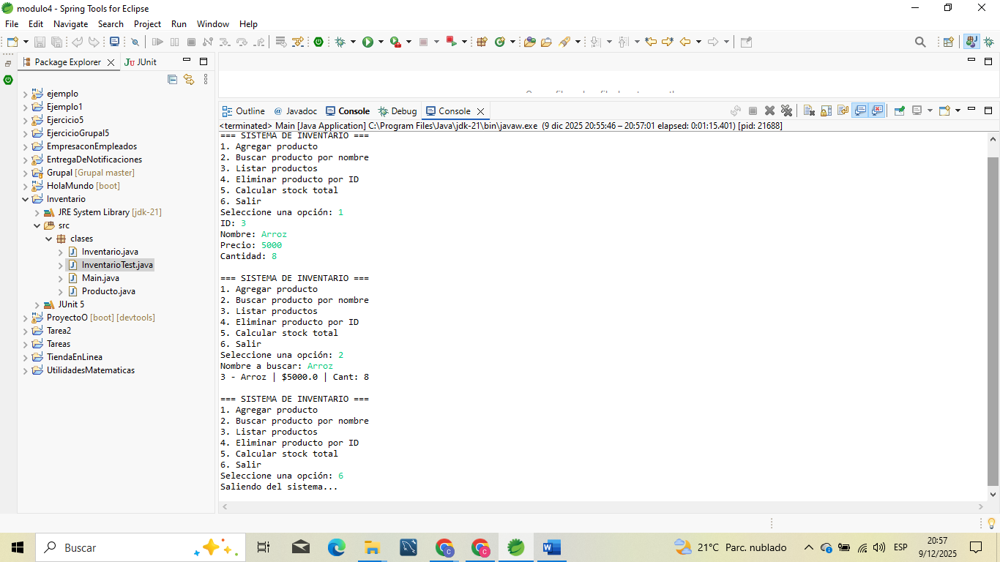 modulo4 - Spring Tools for Eclipse
File Edit Navigate Search Project Run Window Help
Package Explorer
JUnit
ejemplo
Ejemplo1
Ejercicio5
EjercicioGrupal5
EmpresaconEmpleados
EntregaDeNotificaciones
Grupal [Grupal master]
HolaMundo [boot]
Inventario
JRE System Library [jdk-21]
src
clases
Inventario.java
InventarioTest.java
Main.java
Producto.java
JUnit 5
ProyectoO [boot] [devtools]
Tarea2
Tareas
TiendaEnLinea
UtilidadesMatematicas
Outline @ Javadoc Console Debug Console
<terminated> Main [Java Application] C:\Program Files\Java\jdk-21\bin\javaw.exe (9 dic 2025 20:55:46 – 20:57:01 elapsed: 0:01:15.401) [pid: 21688]
=== SISTEMA DE INVENTARIO ===
1. Agregar producto
2. Buscar producto por nombre
3. Listar productos
4. Eliminar producto por ID
5. Calcular stock total
6. Salir
Seleccione una opción: 1
ID: 3
Nombre: Arroz
Precio: 5000
Cantidad: 8
=== SISTEMA DE INVENTARIO ===
1. Agregar producto
2. Buscar producto por nombre
3. Listar productos
4. Eliminar producto por ID
5. Calcular stock total
6. Salir
Seleccione una opción: 2
Nombre a buscar: Arroz
3 - Arroz | $5000.0 | Cant: 8
=== SISTEMA DE INVENTARIO ===
1. Agregar producto
2. Buscar producto por nombre
3. Listar productos
4. Eliminar producto por ID
5. Calcular stock total
6. Salir
Seleccione una opción: 6
Saliendo del sistema...
Buscar
21°C Parc. nublado
ESP
20:57
9/12/2025